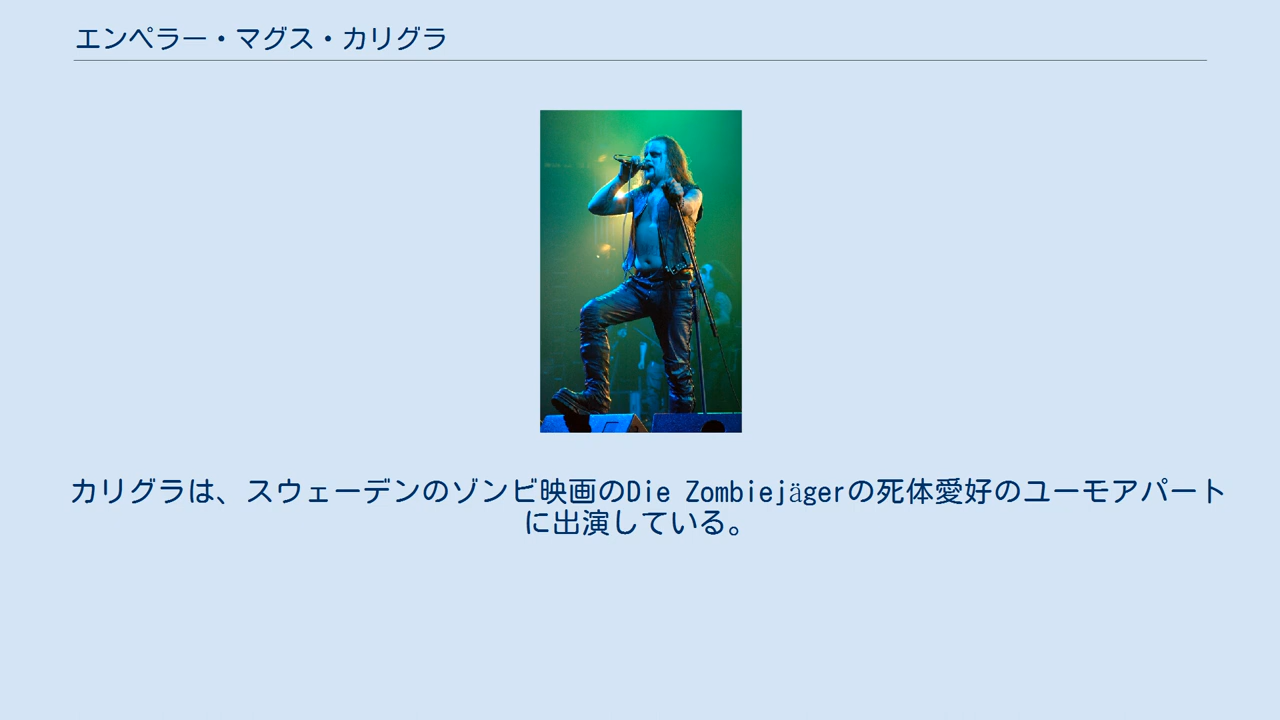 エンペラー・マグス・カリグラ
カリグラは、スウェーデンのゾンビ映画のDie Zombiejägerの死体愛好のユーモアパート
に出演している。